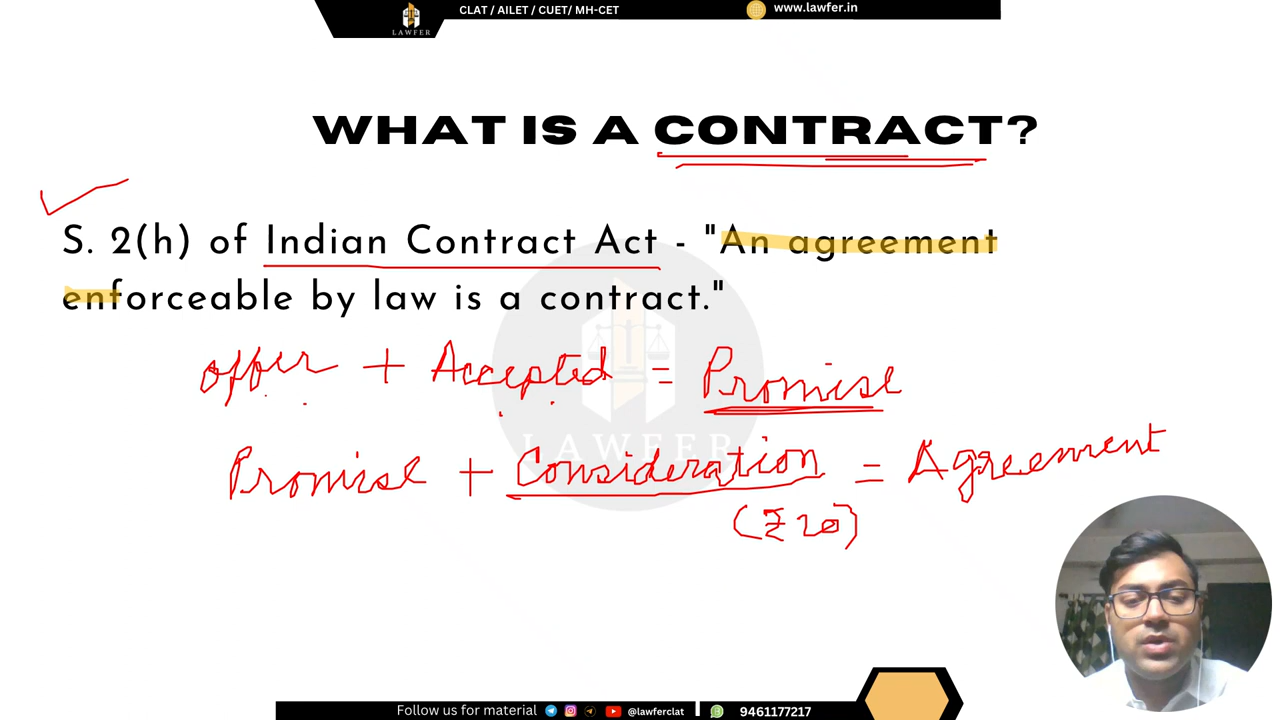 CLAT / AILET / CUET/ MH-CET
www.lawfer.in
LAWFER
WHAT IS A CONTRACT?
S. 2(h) of Indian Contract Act - "An agreement
enforceable by law is a contract."
offer + Accepted = Promise
LAWFER
Promise + Consideration = Agreement
(₹20)
Follow us for material @lawferclat 9461177217